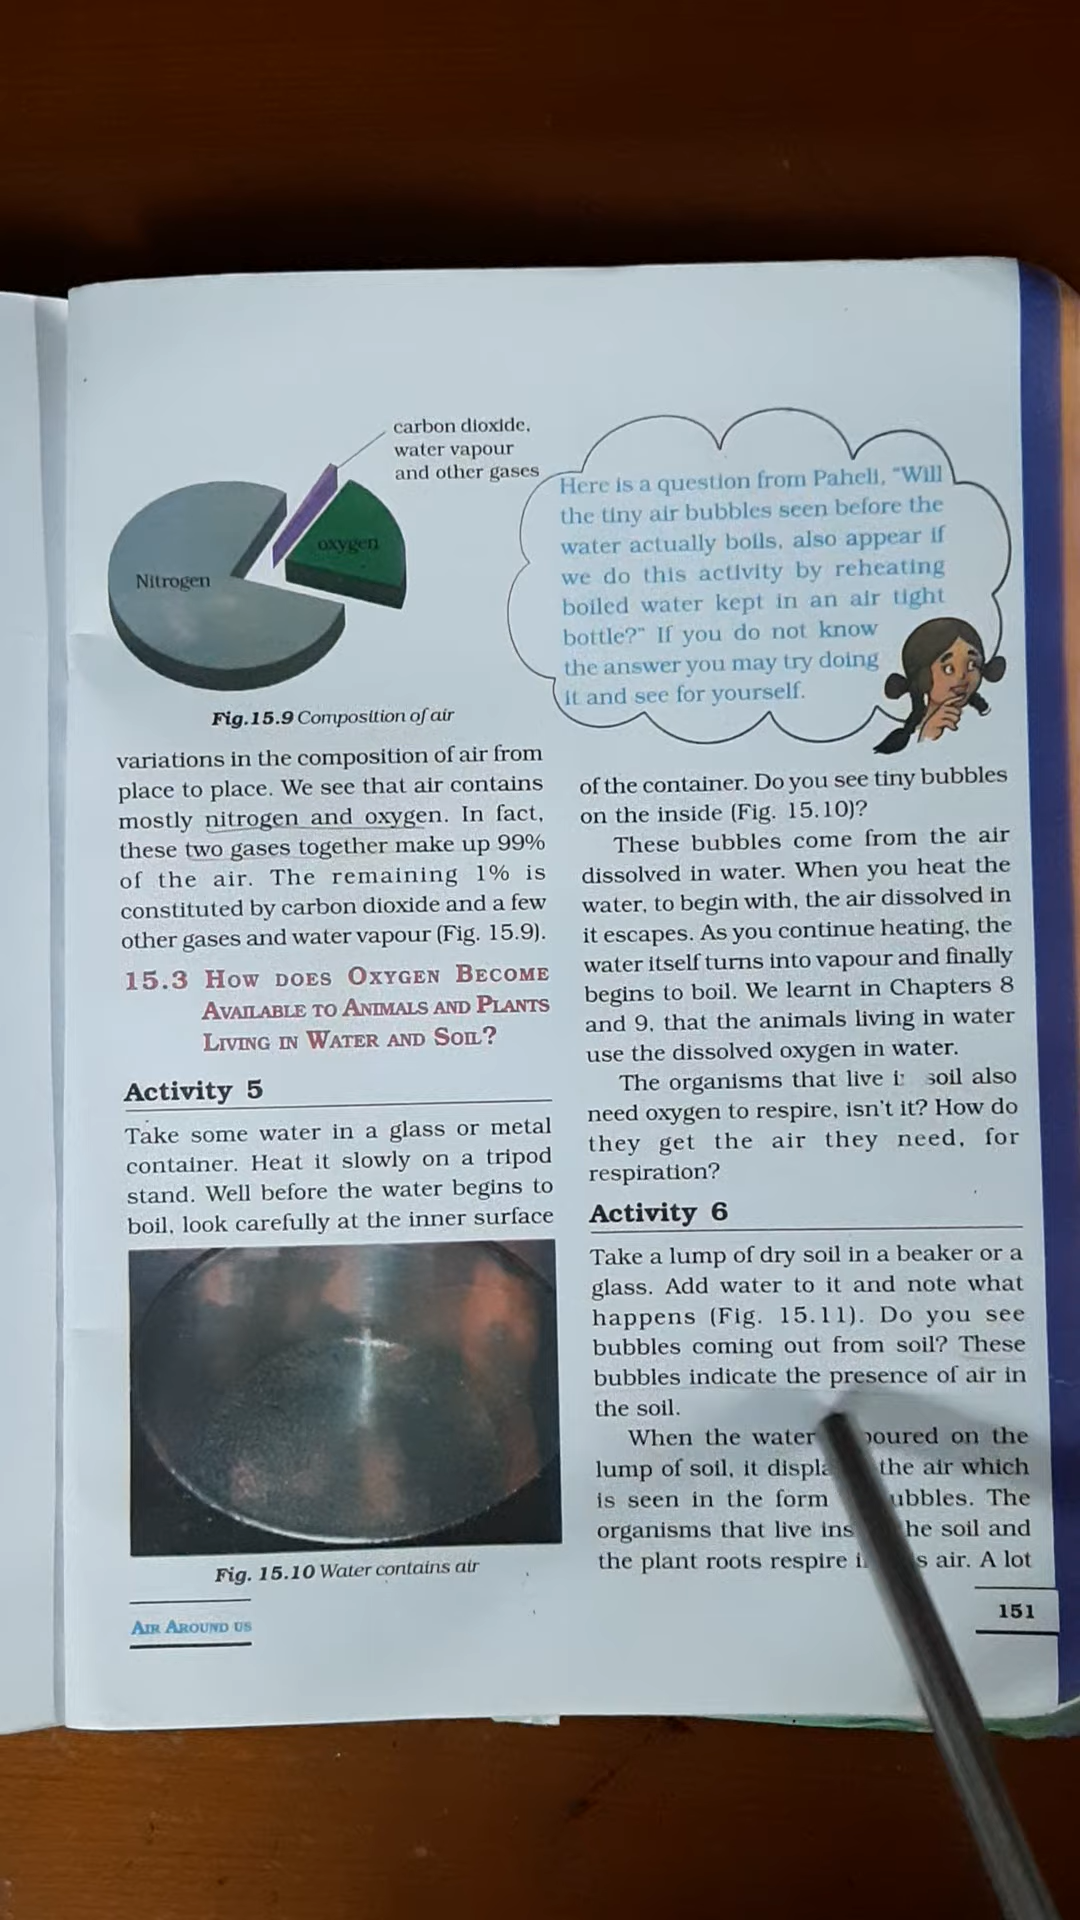 carbon dioxide,
water vapour
and other gases
Nitrogen
oxygen
Fig.15.9 Composition of air
variations in the composition of air from
place to place. We see that air contains
mostly nitrogen and oxygen. In fact,
these two gases together make up 99%
of the air. The remaining 1% is
constituted by carbon dioxide and a few
other gases and water vapour (Fig. 15.9).
15.3 HOW DOES OXYGEN BECOME
AVAILABLE TO ANIMALS AND PLANTS
LIVING IN WATER AND SOIL?
Activity 5
Take some water in a glass or metal
container. Heat it slowly on a tripod
stand. Well before the water begins to
boil, look carefully at the inner surface
Fig. 15.10 Water contains air
AIR AROUND US
Here is a question from Paheli, “Will
the tiny air bubbles seen before the
water actually boils, also appear if
we do this activity by reheating
boiled water kept in an air tight
bottle?” If you do not know
the answer you may try doing
it and see for yourself.
of the container. Do you see tiny bubbles
on the inside (Fig. 15.10)?
These bubbles come from the air
dissolved in water. When you heat the
water, to begin with, the air dissolved in
it escapes. As you continue heating, the
water itself turns into vapour and finally
begins to boil. We learnt in Chapters 8
and 9, that the animals living in water
use the dissolved oxygen in water.
The organisms that live soil also
need oxygen to respire, isn't it? How do
they get the air they need, for
respiration?
Activity 6
Take a lump of dry soil in a beaker or a
glass. Add water to it and note what
happens (Fig. 15.11). Do you see
bubbles coming out from soil? These
bubbles indicate the presence of air in
the soil.
When the water poured on the
lump of soil, it the air which
is seen in the form The
organisms that live soil and
the plant roots respire air. A lot
151